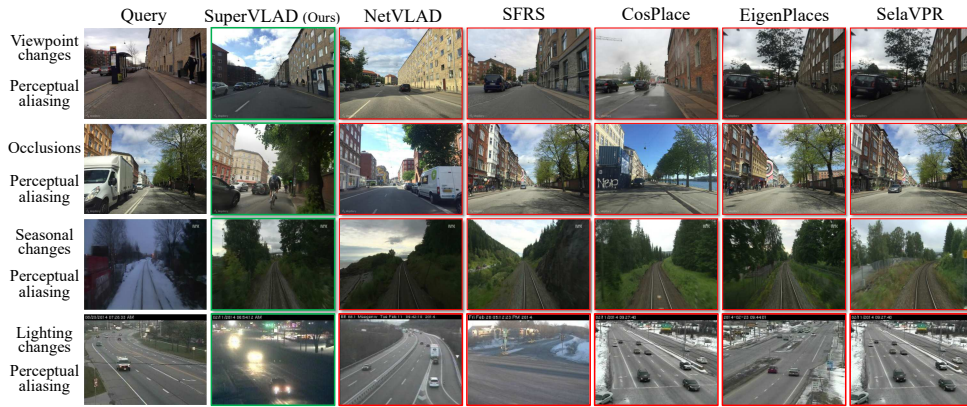 Query SuperVLAD (Ours) NetVLAD SFRS CosPlace EigenPlaces SelaVPR
Viewpoint
changes
Perceptual
aliasing
Occlusions
Perceptual
aliasing
Seasonal
changes
Perceptual
aliasing
Lighting
changes
Perceptual
aliasing